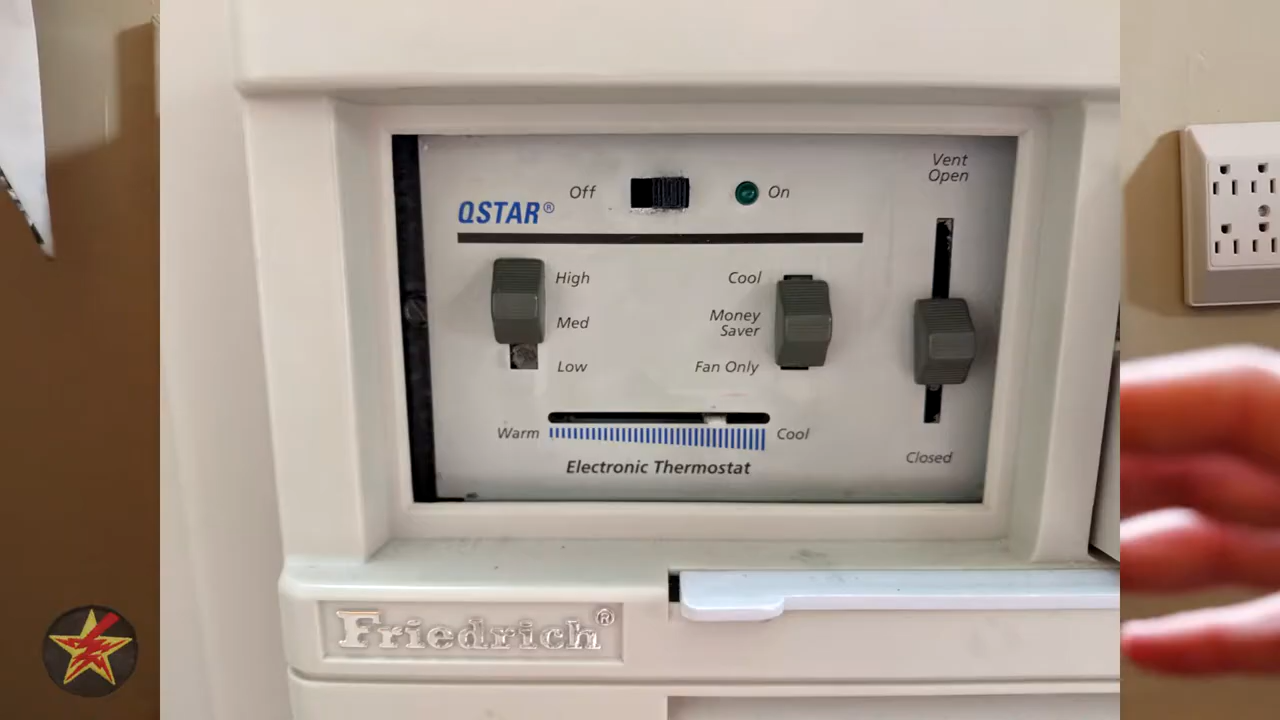 Vent
Open
Off
On
QSTAR®
High
Cool
Med
Money
Saver
Low
Fan Only
Warm
Cool
Closed
Electronic Thermostat
Friedrich®